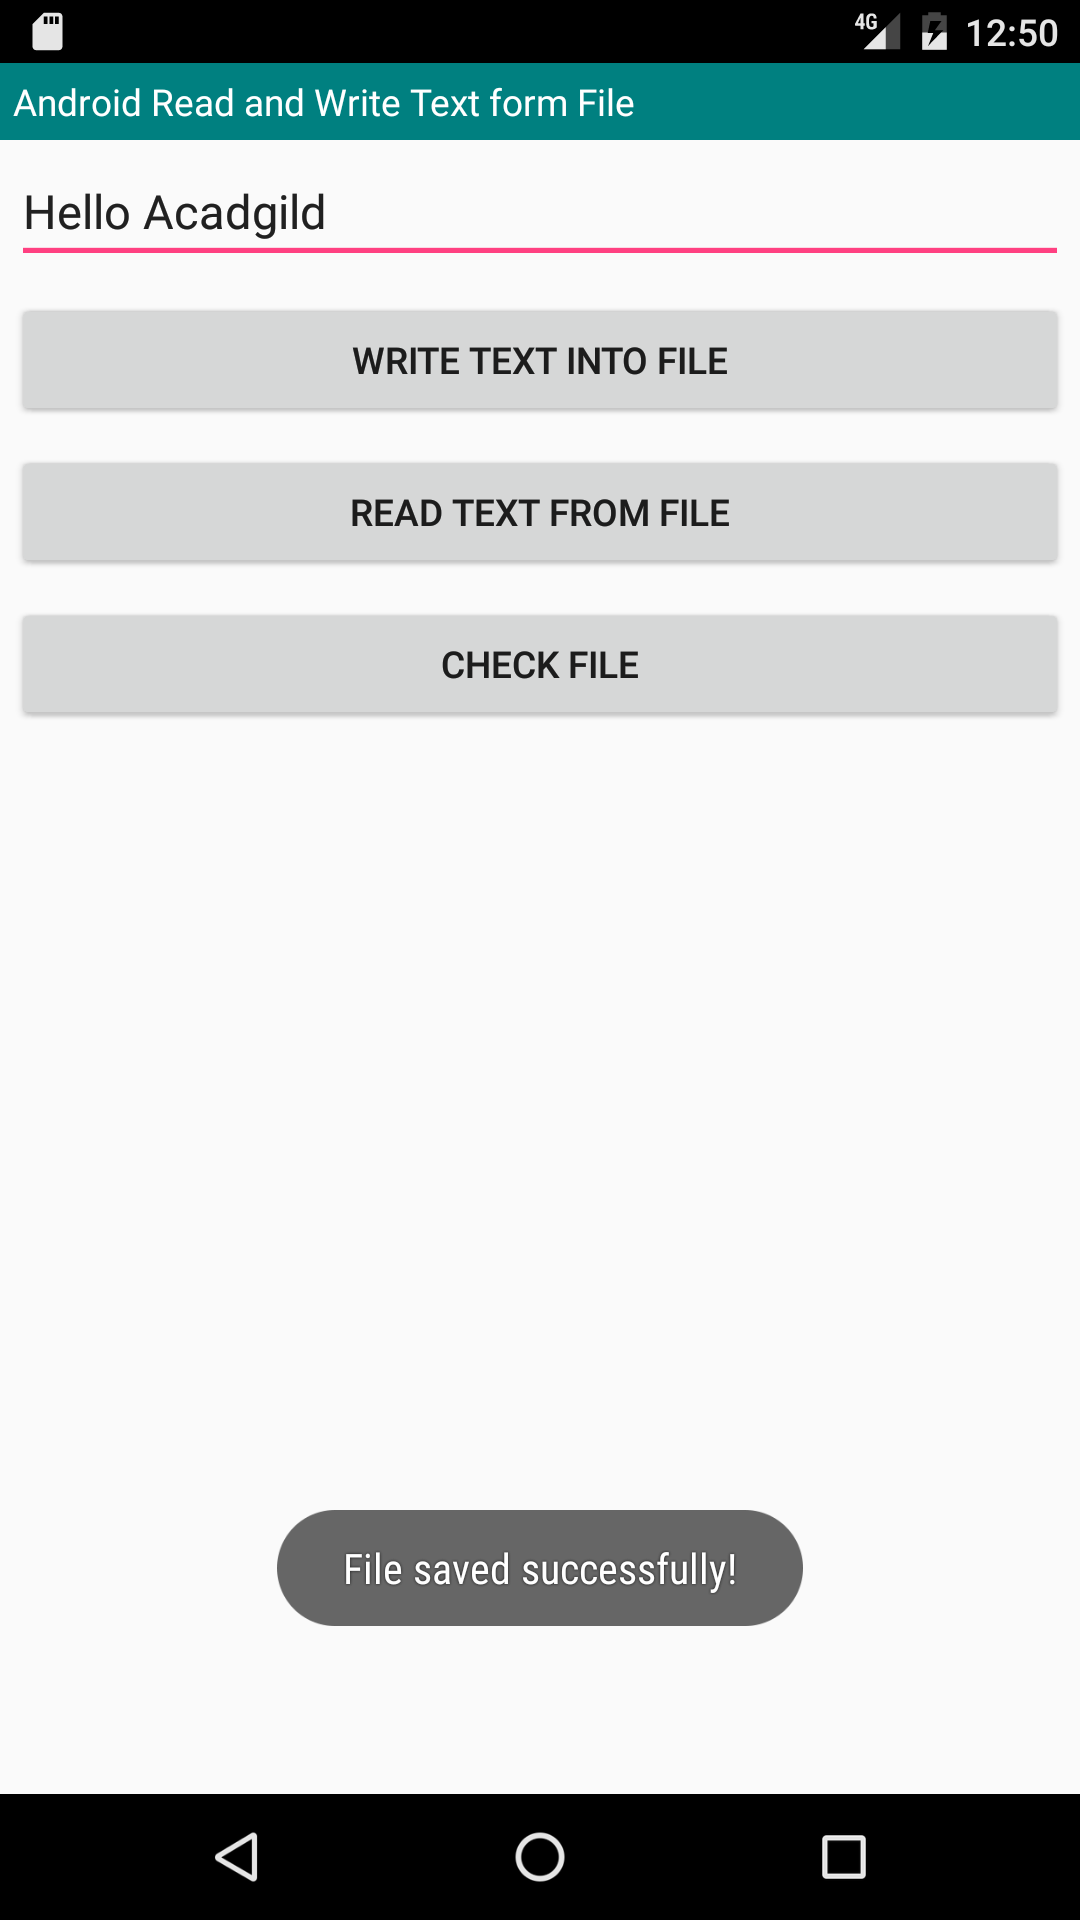 4G 12:50
Android Read and Write Text form File
Hello Acadgild
WRITE TEXT INTO FILE
READ TEXT FROM FILE
CHECK FILE
File saved successfully!